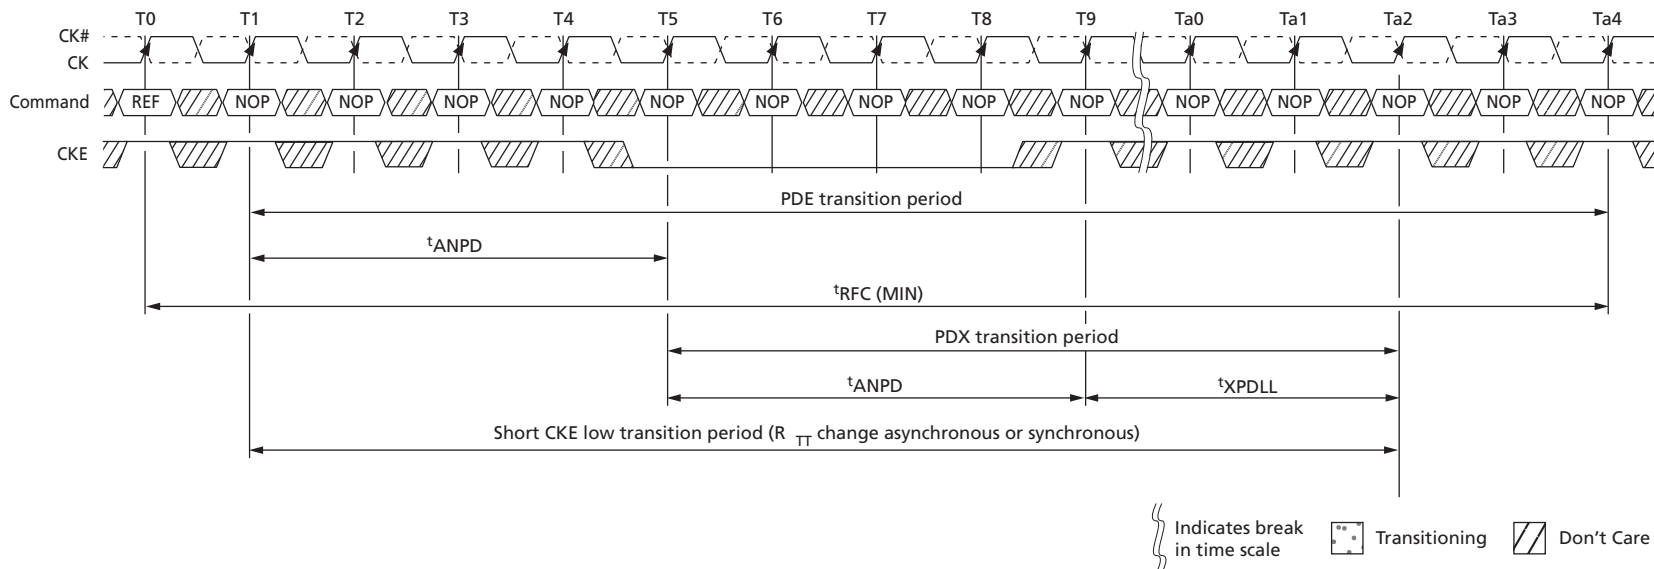 T0 T1 T2 T3 T4 T5 T6 T7 T8 T9 Ta0 Ta1 Ta2 Ta3 Ta4
CK#
CK
Command REF NOP NOP NOP NOP NOP NOP NOP NOP NOP NOP NOP NOP NOP NOP
CKE
PDE transition period
tANPD
tRFC (MIN)
PDX transition period
tANPD tXPDLL
Short CKE low transition period (R TT change asynchronous or synchronous)
Indicates break
in time scale
Transitioning
Don't Care